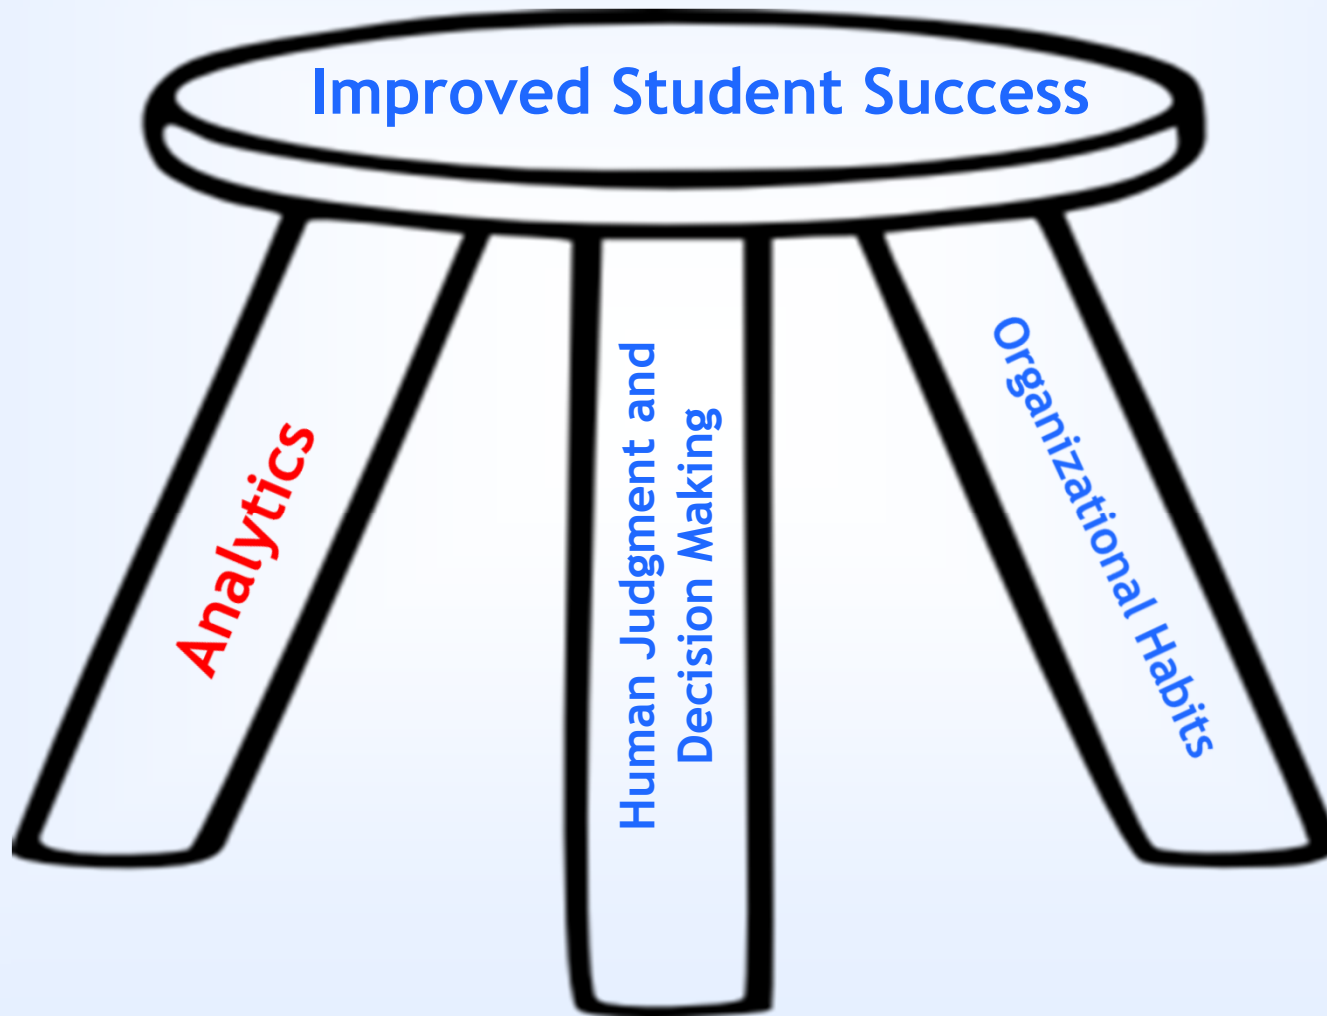 Improved Student Success
Analytics
Human Judgment and
Decision Making
Organizational Habits